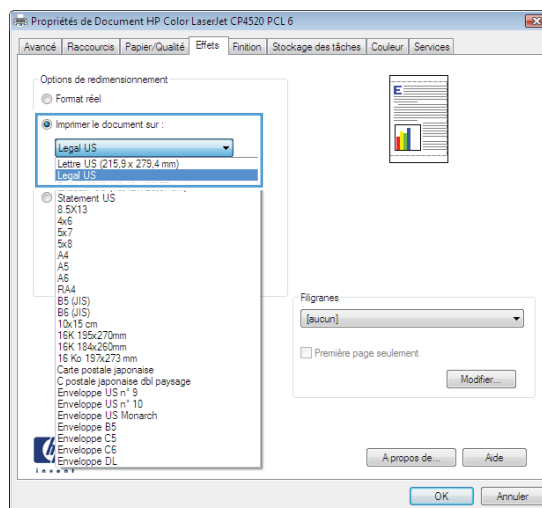 Propriétés de Document HP Color LaserJet CP4520 PCL 6
Avancé Raccourcis Papier/Qualité Effets Finition Stockage des tâches Couleur Services
Options de redimensionnement
Format réel
Imprimer le document sur :
Legal US
Lettre US (215,9 x 279,4 mm)
Legal US
Statement US
8.5X13
4x6
5x7
5x8
A4
A5
A6
RA4
B5 (JIS)
B6 (JIS)
10x15 cm
16K 195x270mm
16K 184x260mm
16 Ko 197x273 mm
Carte postale japonaise
C postale japonaise dbl paysage
Enveloppe US n° 9
Enveloppe US n° 10
Enveloppe US Monarch
Enveloppe B5
Enveloppe C5
Enveloppe C6
Enveloppe DL
E
Filigranes
[aucun]
Première page seulement
Modifier...
invent
A propos de...
Aide
OK
Annuler